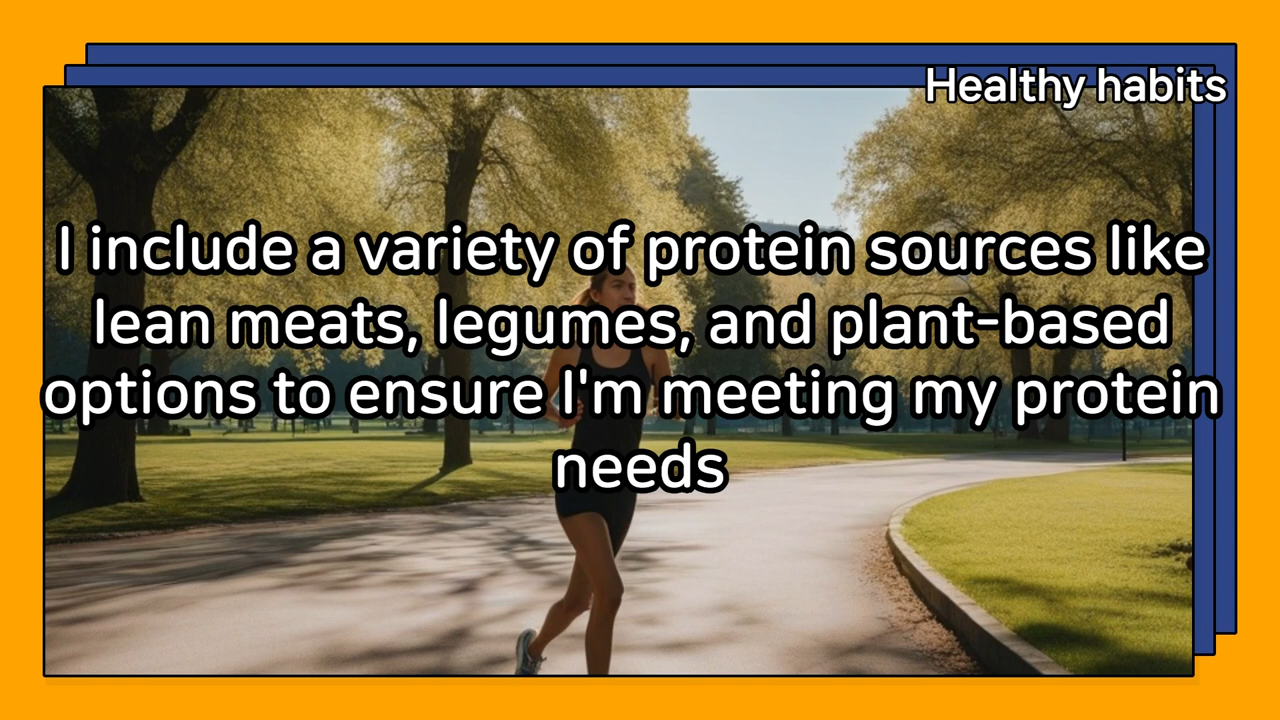 Healthy habits
I include a variety of protein sources like
lean meats, legumes, and plant-based
options to ensure I'm meeting my protein
needs